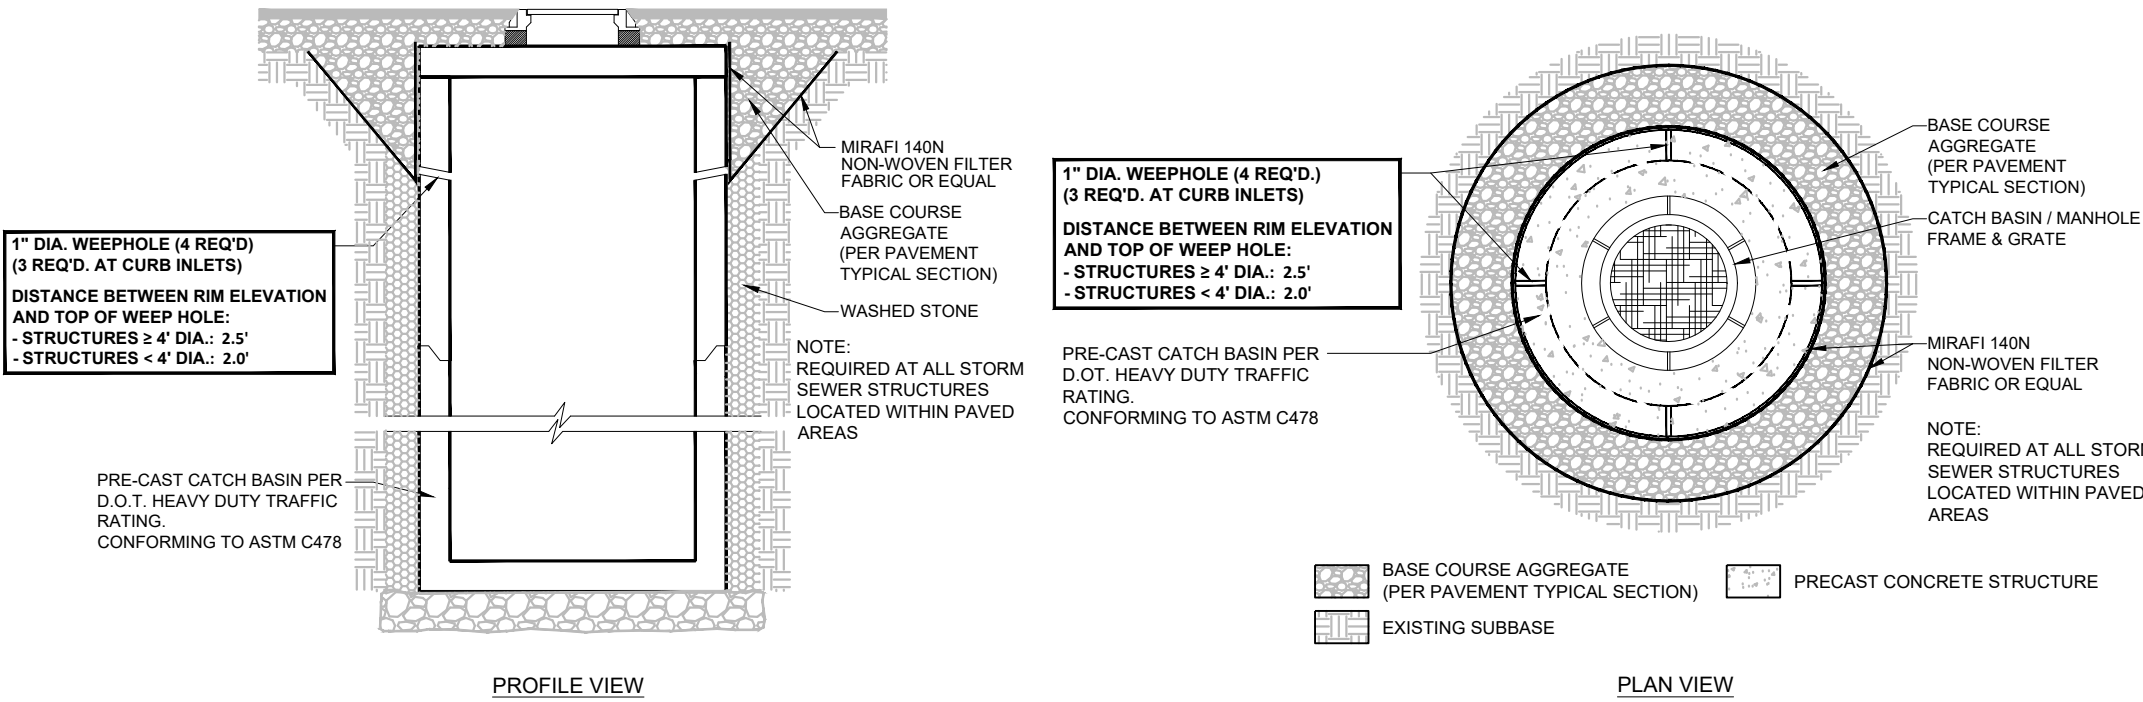 1" DIA. WEEPHOLE (4 REQ'D)
(3 REQ'D. AT CURB INLETS)
DISTANCE BETWEEN RIM ELEVATION
AND TOP OF WEEP HOLE:
- STRUCTURES ≥ 4' DIA.: 2.5'
- STRUCTURES < 4' DIA.: 2.0'
PRE-CAST CATCH BASIN PER
D.O.T. HEAVY DUTY TRAFFIC
RATING.
CONFORMING TO ASTM C478
MIRAFI 140N
NON-WOVEN FILTER
FABRIC OR EQUAL
BASE COURSE
AGGREGATE
(PER PAVEMENT
TYPICAL SECTION)
WASHED STONE
NOTE:
REQUIRED AT ALL STORM
SEWER STRUCTURES
LOCATED WITHIN PAVED
AREAS
PROFILE VIEW
1" DIA. WEEPHOLE (4 REQ'D.)
(3 REQ'D. AT CURB INLETS)
DISTANCE BETWEEN RIM ELEVATION
AND TOP OF WEEP HOLE:
- STRUCTURES ≥ 4' DIA.: 2.5'
- STRUCTURES < 4' DIA.: 2.0'
PRE-CAST CATCH BASIN PER
D.OT. HEAVY DUTY TRAFFIC
RATING.
CONFORMING TO ASTM C478
BASE COURSE
AGGREGATE
(PER PAVEMENT
TYPICAL SECTION)
CATCH BASIN / MANHOLE
FRAME & GRATE
MIRAFI 140N
NON-WOVEN FILTER
FABRIC OR EQUAL
NOTE:
REQUIRED AT ALL STOR
SEWER STRUCTURES
LOCATED WITHIN PAVED
AREAS
BASE COURSE AGGREGATE
(PER PAVEMENT TYPICAL SECTION)
PRECAST CONCRETE STRUCTURE
EXISTING SUBBASE
PLAN VIEW